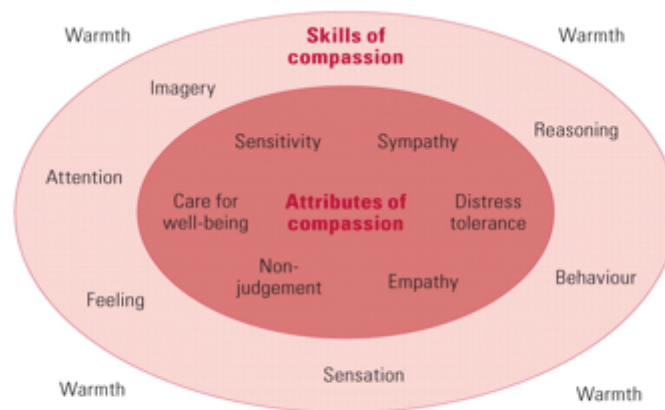 Warmth
Skills of
compassion
Warmth
Imagery
Reasoning
Sensitivity
Sympathy
Attention
Care for
well-being
Attributes of
compassion
Distress
tolerance
Non-
judgement
Empathy
Behaviour
Feeling
Sensation
Warmth
Warmth